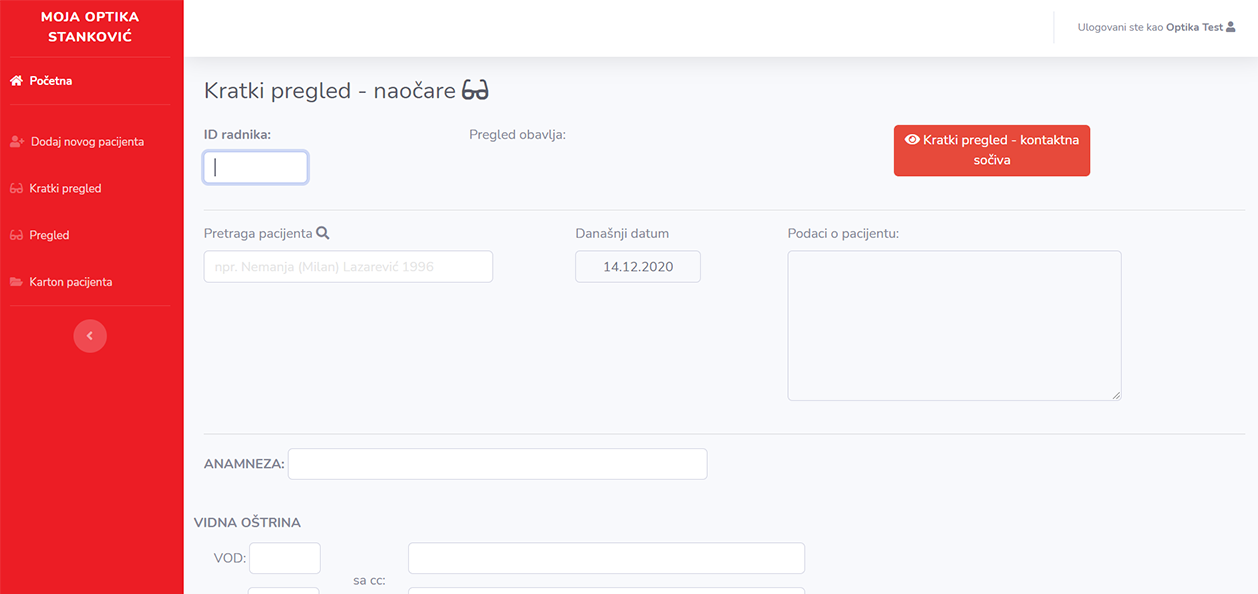 MOJA OPTIKA
STANKOVIĆ
Početna
Dodaj novog pacijenta
Kratki pregled
Pregled
Karton pacijenta
Ulogovani ste kao Optika Test
Kratki pregled - naočare
ID radnika:
Pregled obavlja:
Kratki pregled - kontaktna
sočiva
Pretraga pacijenta
Današnji datum
Podaci o pacijentu:
npr. Nemanja (Milan) Lazarević 1996
14.12.2020
ANAMNEZA:
VIDNA OŠTRINA
VOD:
sa cc: